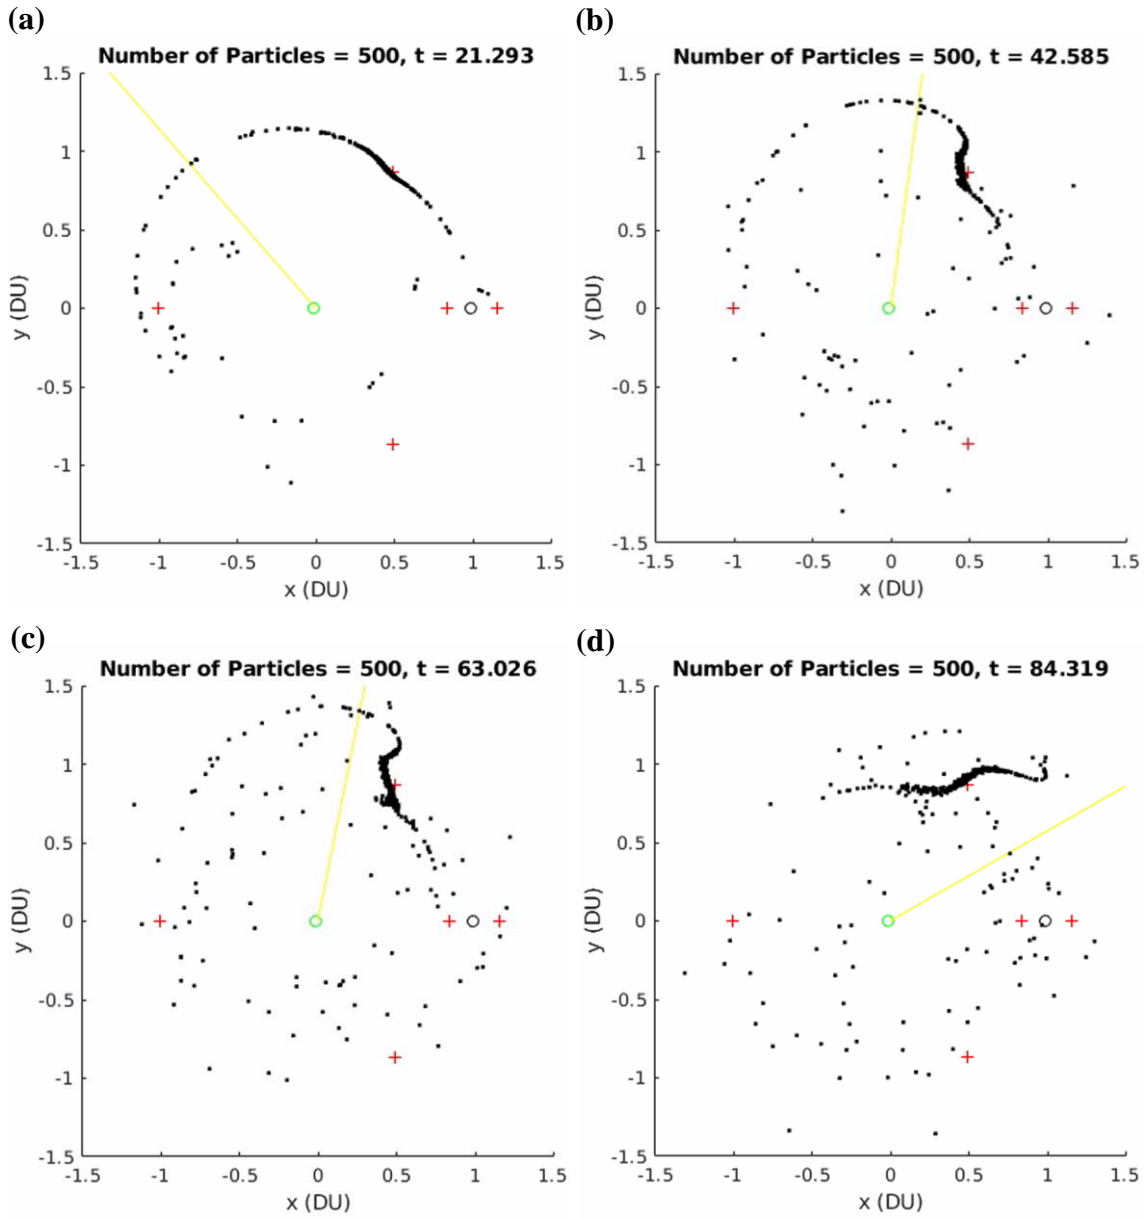 (a)
Number of Particles = 500, t = 21.293
1.5
1
0.5
0
-0.5
-1
-1.5
y (DU)
-1.5 -1 -0.5 0 0.5 1 1.5
x (DU)
(b)
Number of Particles = 500, t = 42.585
1.5
1
0.5
0
-0.5
-1
-1.5
y (DU)
-1.5 -1 -0.5 0 0.5 1 1.5
x (DU)
(c)
Number of Particles = 500, t = 63.026
1.5
1
0.5
0
-0.5
-1
-1.5
y (DU)
-1.5 -1 -0.5 0 0.5 1 1.5
x (DU)
(d)
Number of Particles = 500, t = 84.319
1.5
1
0.5
0
-0.5
-1
-1.5
y (DU)
-1.5 -1 -0.5 0 0.5 1 1.5
x (DU)